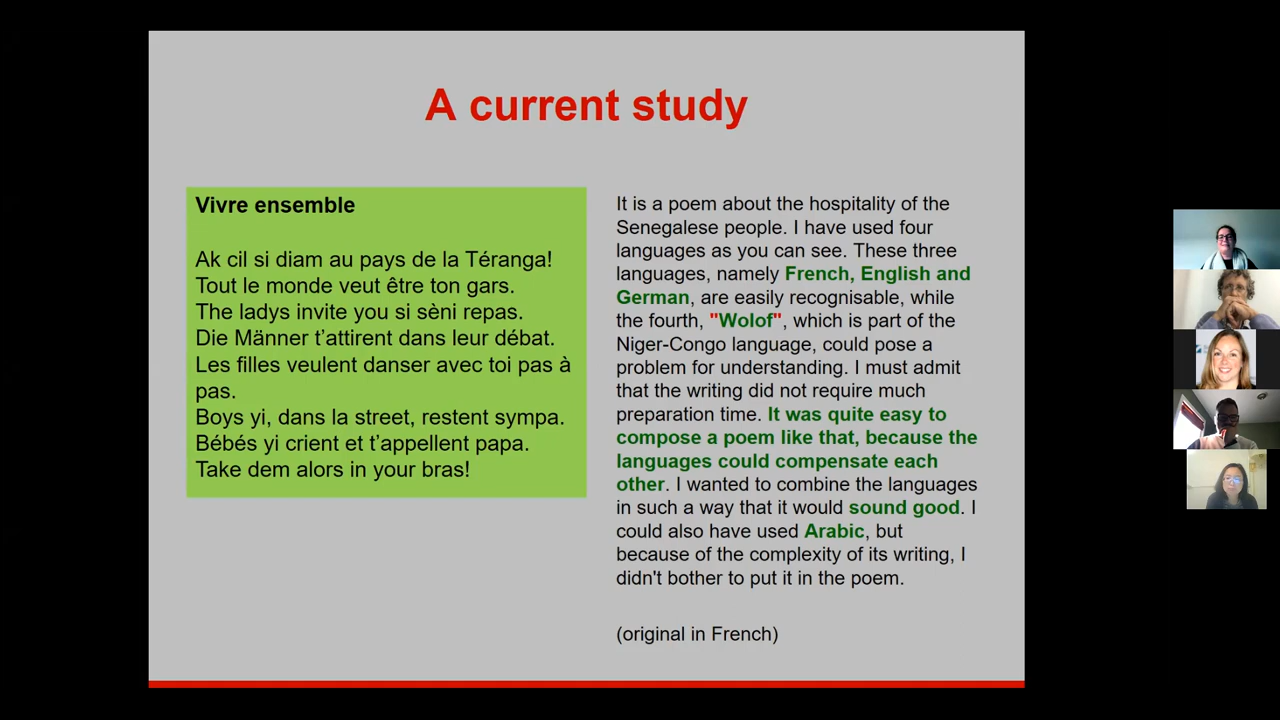 A current study
Vivre ensemble
Ak cil si diam au pays de la Téranga!
Tout le monde veut être ton gars.
The ladys invite you si sèni repas.
Die Männer t’attirent dans leur débat.
Les filles veulent danser avec toi pas à
pas.
Boys yi, dans la street, restent sympa.
Bébés yi crient et t’appellent papa.
Take dem alors in your bras!
It is a poem about the hospitality of the
Senegalese people. I have used four
languages as you can see. These three
languages, namely French, English and
German, are easily recognisable, while
the fourth, "Wolof", which is part of the
Niger-Congo language, could pose a
problem for understanding. I must admit
that the writing did not require much
preparation time. It was quite easy to
compose a poem like that, because the
languages could compensate each
other. I wanted to combine the languages
in such a way that it would sound good. I
could also have used Arabic, but
because of the complexity of its writing, I
didn't bother to put it in the poem.
(original in French)